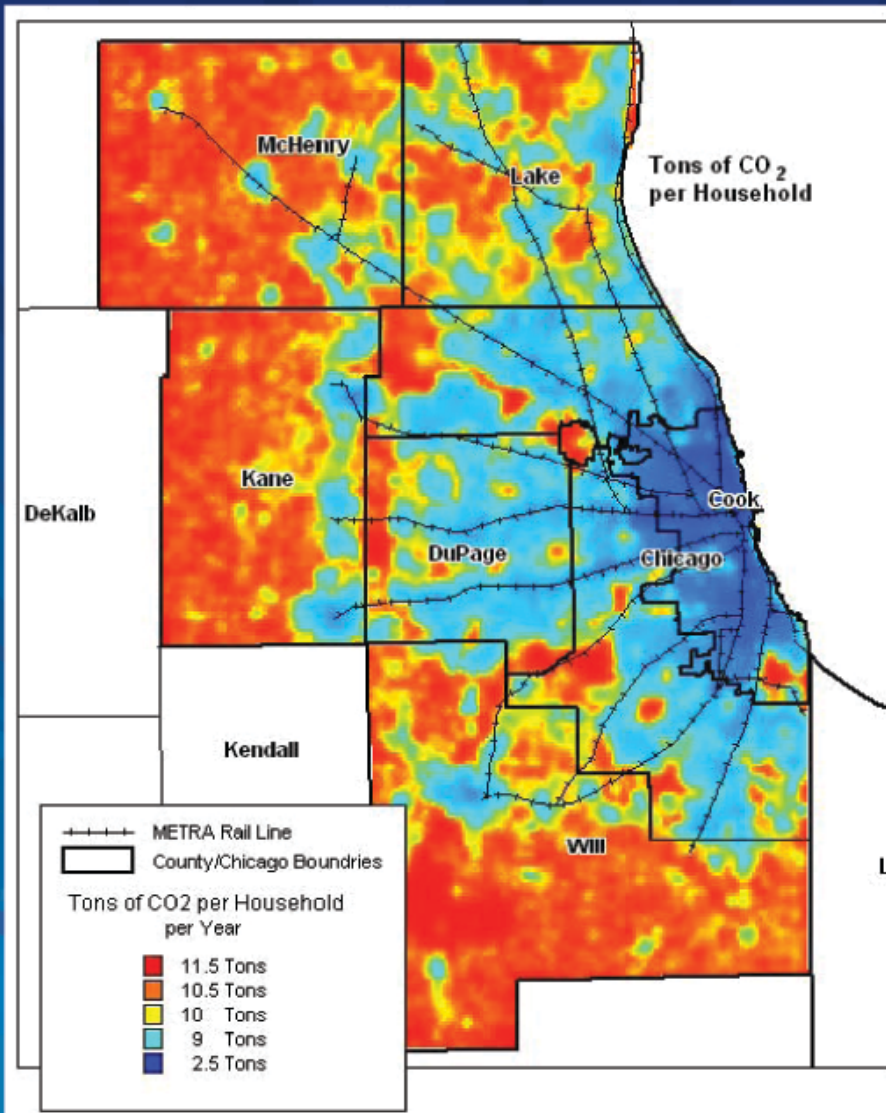 McHenry
Lake
Tons of CO2
per Household
Kane
DeKalb
Cook
DuPage
Chicago
Kendall
Will
L
METRA Rail Line
County/Chicago Boundries
Tons of CO2 per Household
per Year
11.5 Tons
10.5 Tons
10 Tons
9 Tons
2.5 Tons